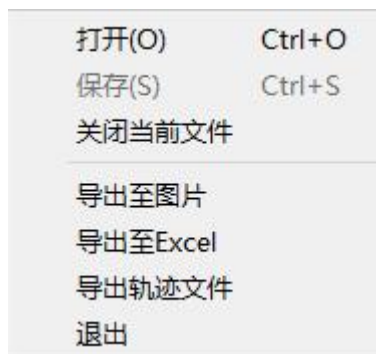 打开(O) Ctrl+O
保存(S) Ctrl+S
关闭当前文件
导出至图片
导出至Excel
导出轨迹文件
退出